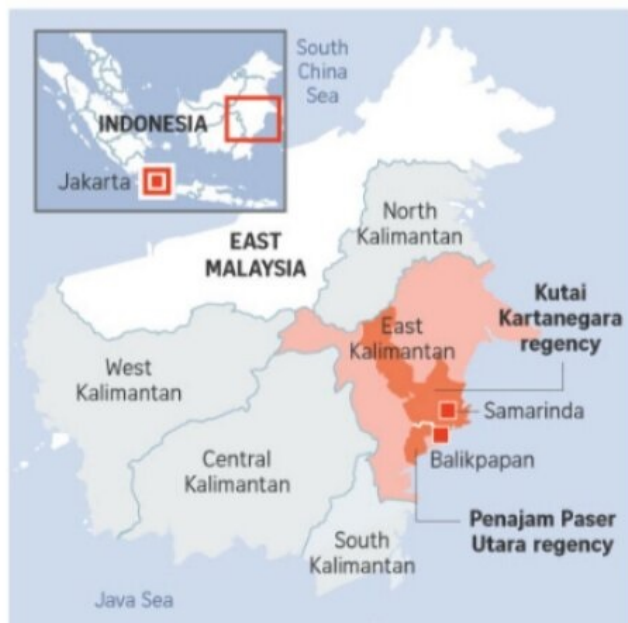 South
China
Sea
INDONESIA
Jakarta
North
Kalimantan
EAST
MALAYSIA
Kutai
Kartanegara
regency
East
Kalimantan
West
Kalimantan
Samarinda
Balikpapan
Central
Kalimantan
Penajam Paser
Utara regency
South
Kalimantan
Java Sea